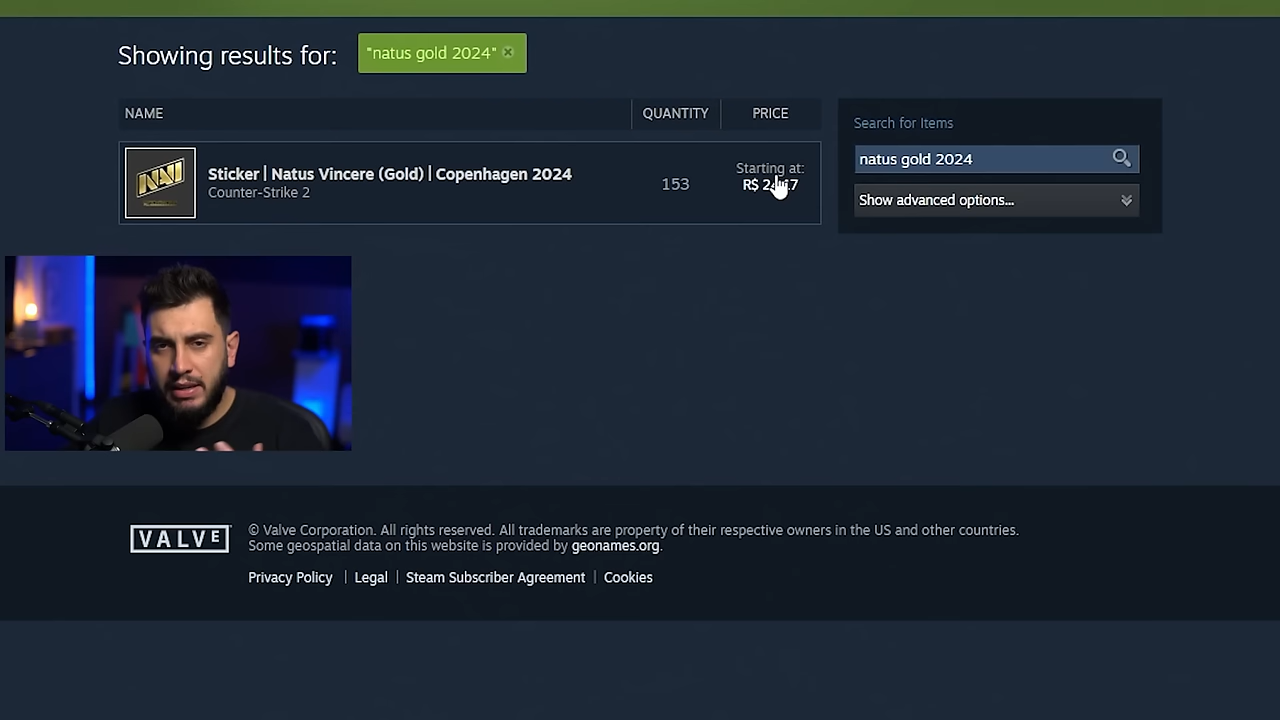 Showing results for:
"natus gold 2024"
NAME
QUANTITY
PRICE
NAVI
Sticker | Natus Vincere (Gold) | Copenhagen 2024
Counter-Strike 2
153
Starting at:
R$
Search for Items
natus gold 2024
Show advanced options...
VALVE
© Valve Corporation. All rights reserved. All trademarks are property of their respective owners in the US and other countries.
Some geospatial data on this website is provided by geonames.org.
Privacy Policy | Legal | Steam Subscriber Agreement | Cookies